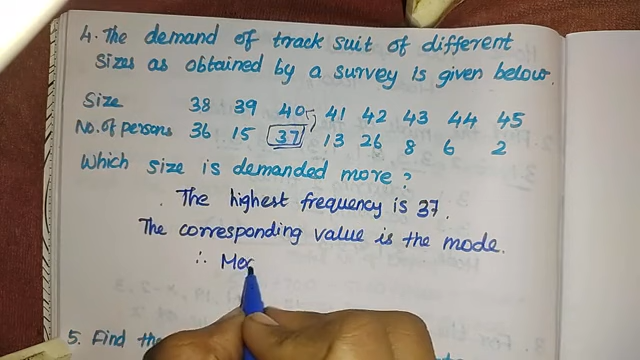 4. The demand of track suit of different
sizes as obtained by a survey is given below.
Size 38 39 40 41 42 43 44 45
No. of persons 36 15 37 13 26 8 6 2
Which size is demanded more?
The highest frequency is 37.
The corresponding value is the mode.
∴ Mo
5. Find the